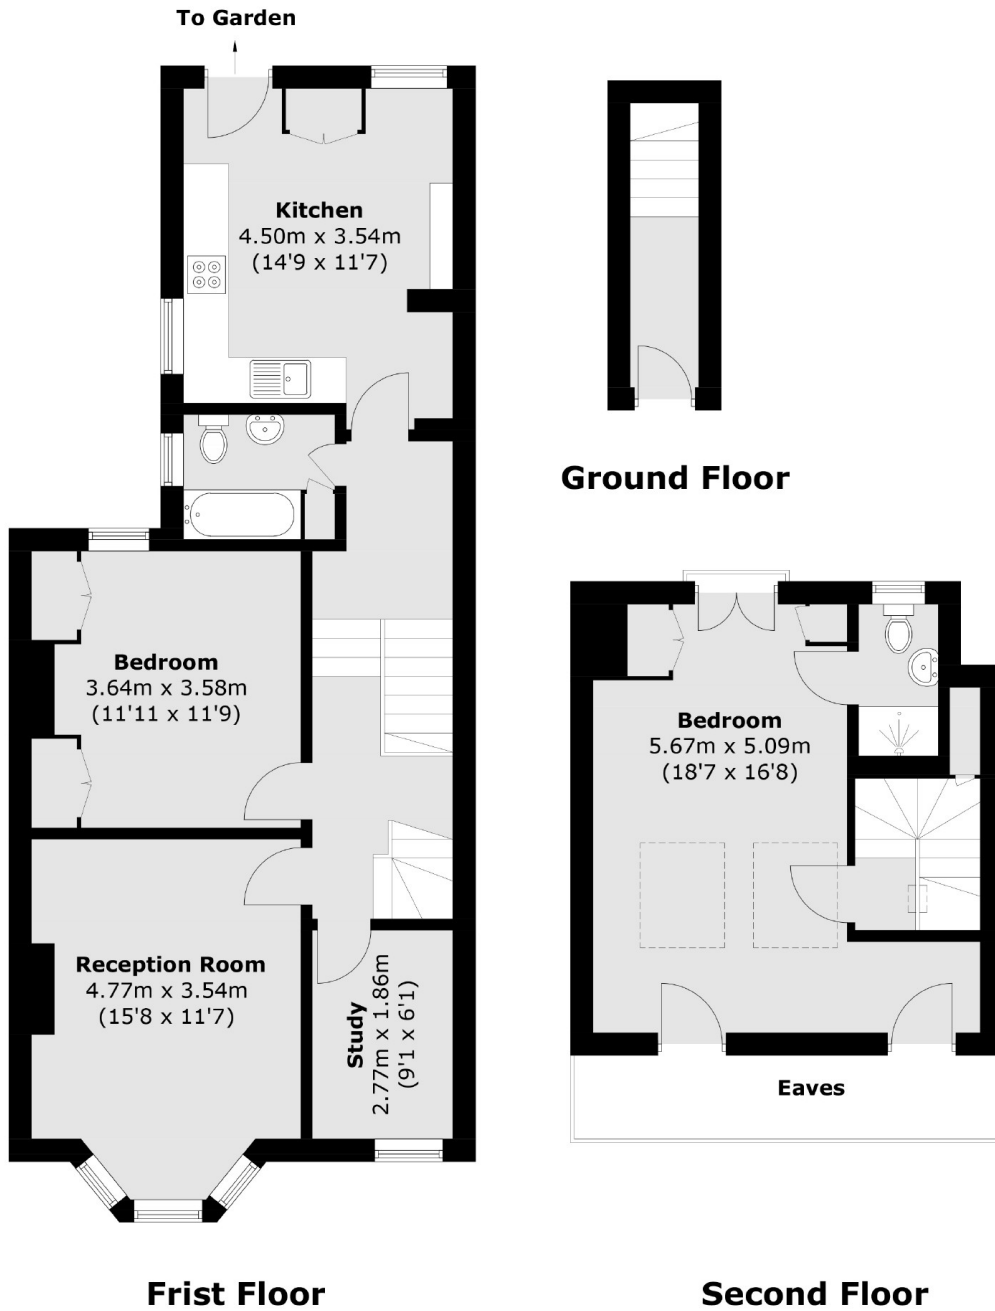 To Garden
Kitchen
4.50m x 3.54m
(14'9 x 11'7)
Ground Floor
Bedroom
3.64m x 3.58m
(11'11 x 11'9)
Bedroom
5.67m x 5.09m
(18'7 x 16'8)
Reception Room
4.77m x 3.54m
(15'8 x 11'7)
Study
2.77m x 1.86m
(9'1 x 6'1)
Eaves
Frist Floor
Second Floor